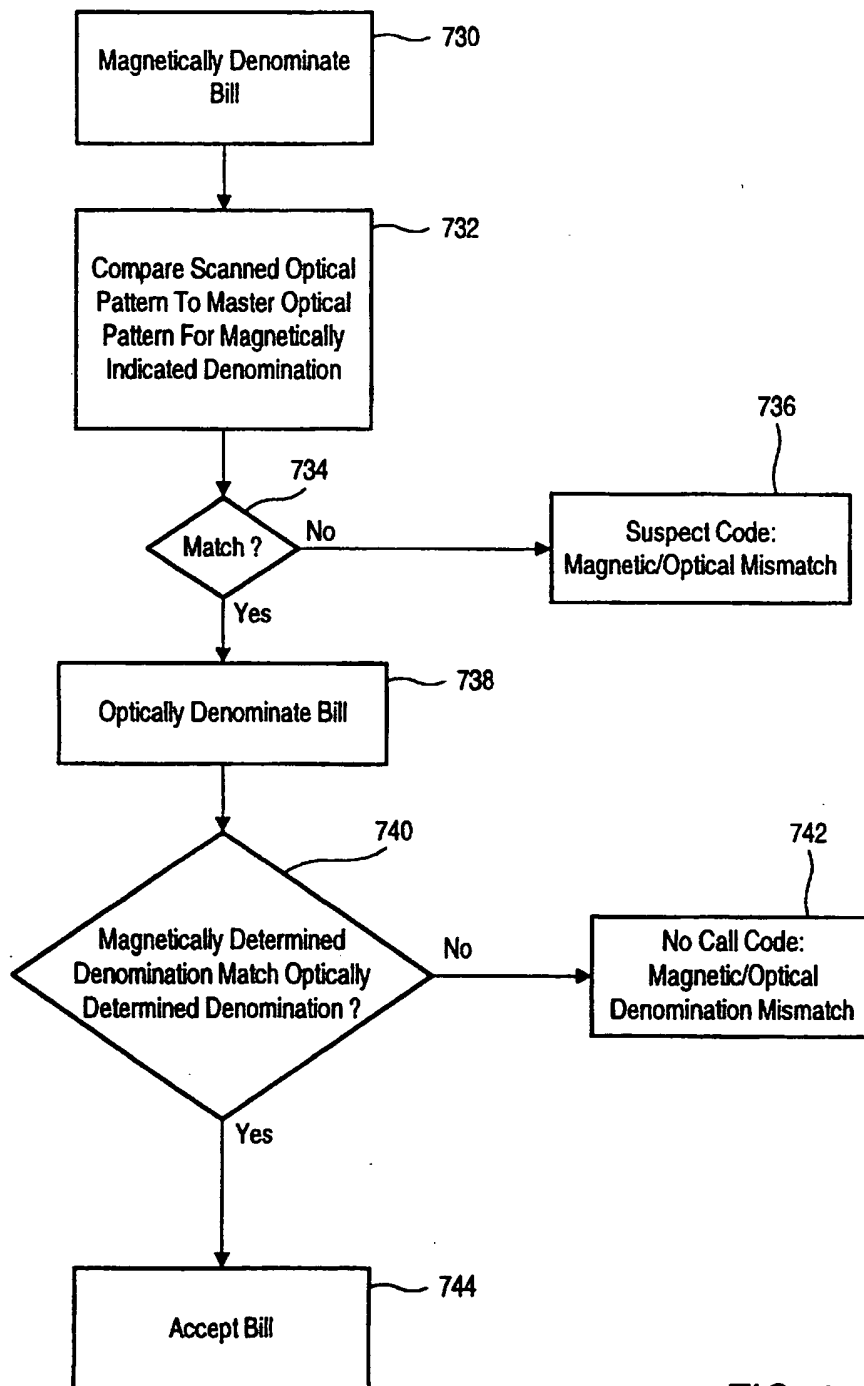 730
Magnetically Denominate
Bill
732
Compare Scanned Optical
Pattern To Master Optical
Pattern For Magnetically
Indicated Denomination
734
736
Match ?
No
Suspect Code:
Magnetic/Optical Mismatch
Yes
738
Optically Denominate Bill
740
742
Magnetically Determined
Denomination Match Optically
Determined Denomination ?
No
No Call Code:
Magnetic/Optical
Denomination Mismatch
Yes
744
Accept Bill